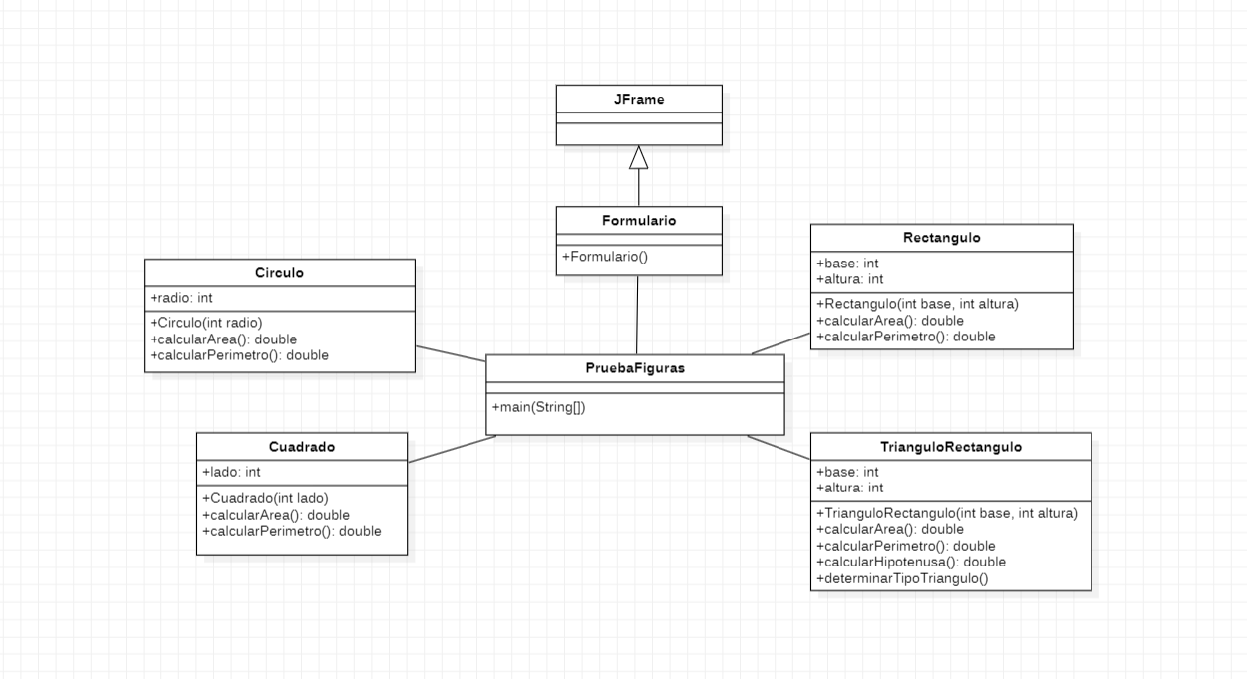 JFrame
Formulario
+Formulario()
Rectangulo
+base: int
+altura: int
+Rectangulo(int base, int altura)
+calcularArea(): double
+calcularPerimetro(): double
Circulo
+radio: int
+Circulo(int radio)
+calcularArea(): double
+calcularPerimetro(): double
PruebaFiguras
+main(String[])
Cuadrado
+lado: int
+Cuadrado(int lado)
+calcularArea(): double
+calcularPerimetro(): double
TrianguloRectangulo
+base: int
+altura: int
+TrianguloRectangulo(int base, int altura)
+calcularArea(): double
+calcularPerimetro(): double
+calcularHipotenusa(): double
+determinarTipoTriangulo()